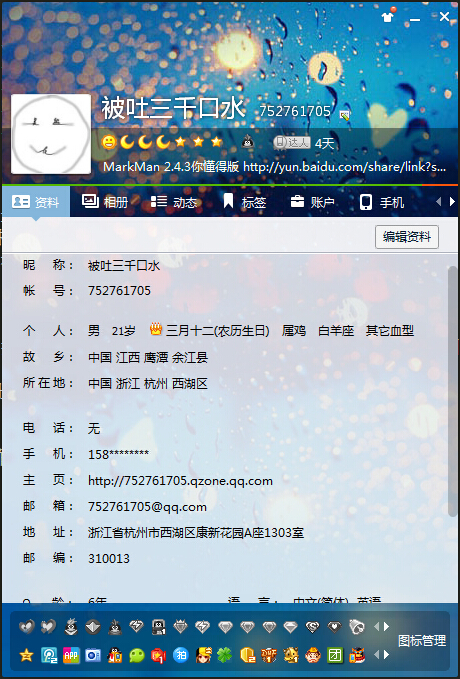 被吐三千口水 752761705
达人 4天
MarkMan 2.4.3你懂得版 http://yun.baidu.com/share/link?s...
资料 相册 动态 标签 账户 手机
编辑资料
昵 称: 被吐三千口水
帐 号: 752761705
个 人: 男 21岁 三月十二(农历生日) 属鸡 白羊座 其它血型
故 乡: 中国 江西 鹰潭 余江县
所在地: 中国 浙江 杭州 西湖区
电 话: 无
手 机: 158********
主 页: http://752761705.qzone.qq.com
邮 箱: 752761705@qq.com
地 址: 浙江省杭州市西湖区康新花园A座1303室
邮 编: 310013
Q 龄: 6年 语 言: 中文(简体) 英语
图标管理
APP 拍 团